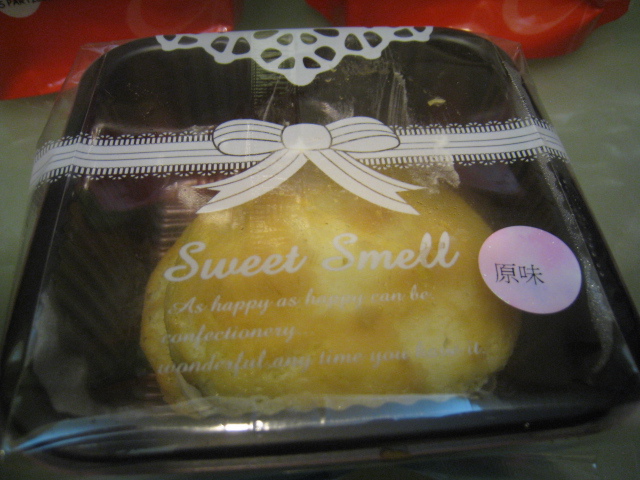 Sweet Smell
原味
As happy as happy can be.
confectionery
wonderful any time you have it.